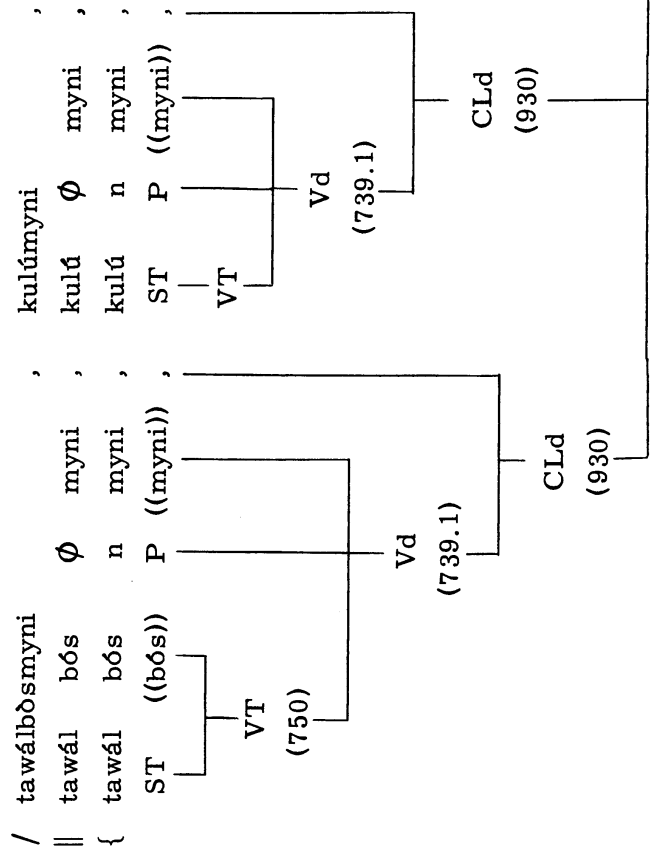 / tawálbòsmyni , kulúmyni ,
‖ tawál bós ϕ myni , kulú ϕ myni ,
{ tawál bós n myni , kulú n myni ,
ST ((bós)) P ((myni)) , ST P ((myni)) ,
VT
VT
(750)
Vd
(739.1)
Vd
(739.1)
CLd
(930)
CLd
(930)